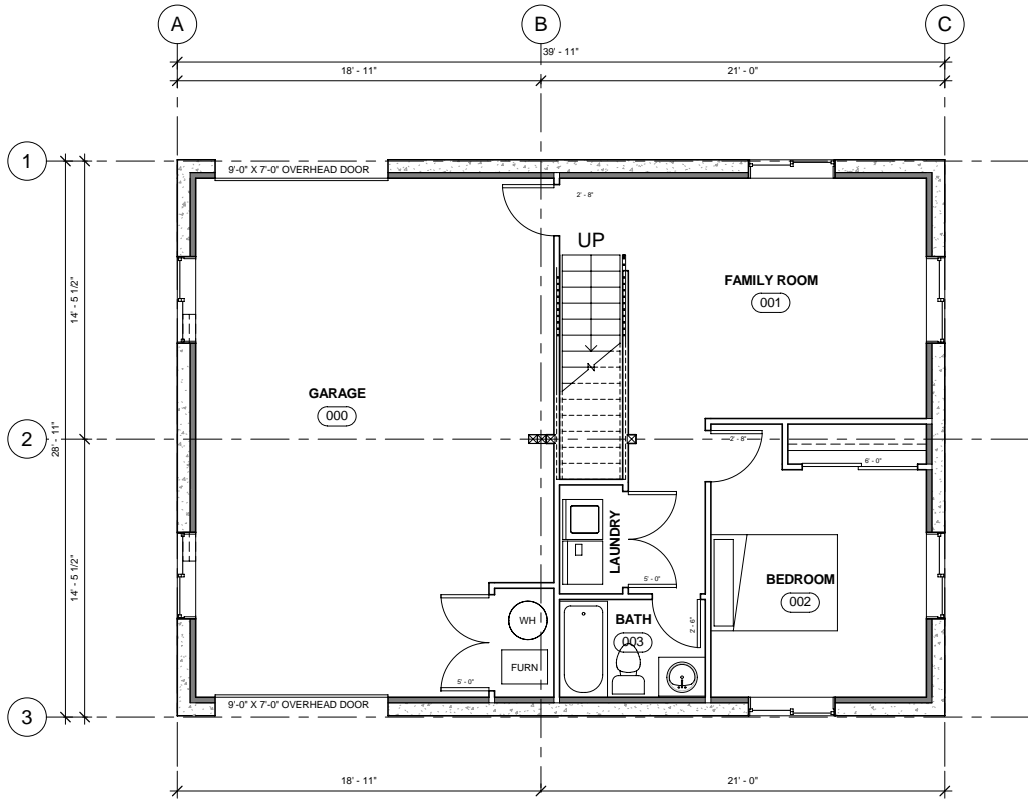 A
B
C
39' - 11"
18' - 11"
21' - 0"
1
9'-0" X 7'-0" OVERHEAD DOOR
2' - 8"
UP
FAMILY ROOM
001
14' - 5 1/2"
GARAGE
000
2
28' - 11"
2' - 8"
6' - 0"
N
LAUNDRY
14' - 5 1/2"
5' - 0"
BEDROOM
002
WH
BATH
003
2' - 6"
FURN
5' - 0"
9'-0" X 7'-0" OVERHEAD DOOR
3
18' - 11"
21' - 0"